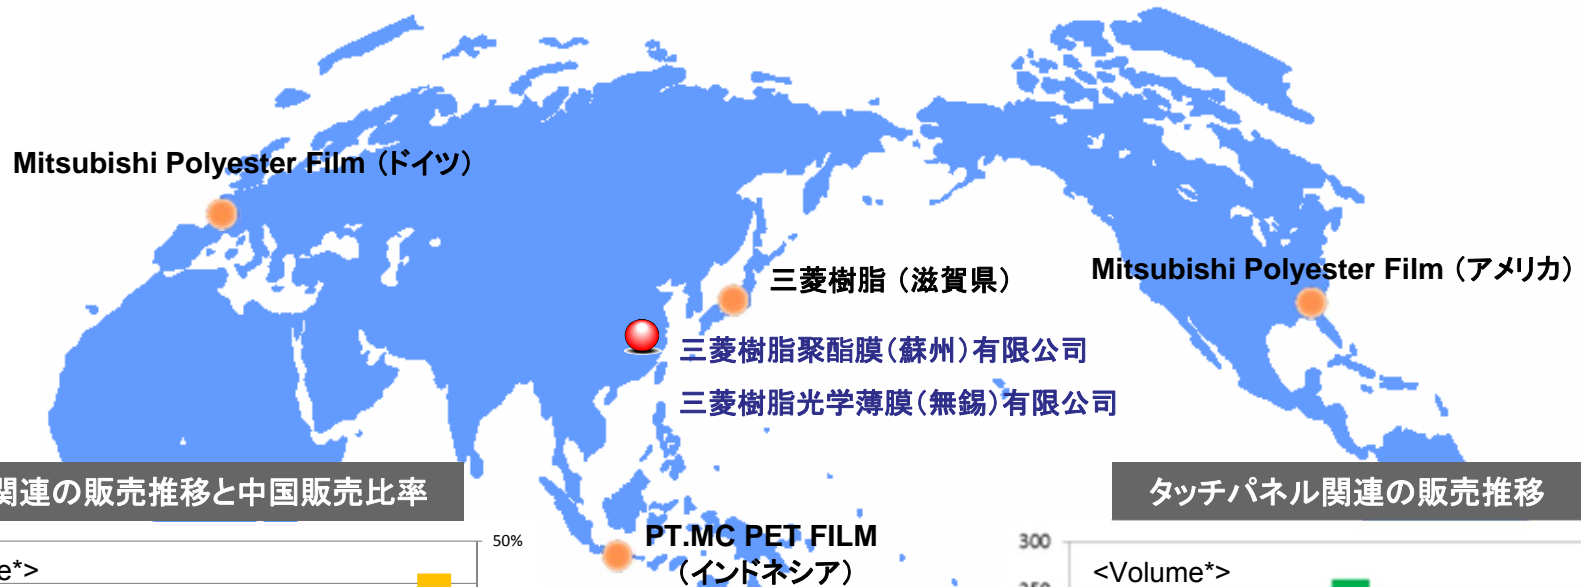 Mitsubishi Polyester Film（ドイツ）
三菱樹脂（滋賀県）
Mitsubishi Polyester Film（アメリカ）
三菱樹脂聚酯膜（蘇州）有限公司
三菱樹脂光学薄膜（無錫）有限公司
関連の販売推移と中国販売比率
タッチパネル関連の販売推移
50%
PT.MC PET FILM
（インドネシア）
300
e*>
<Volume*>